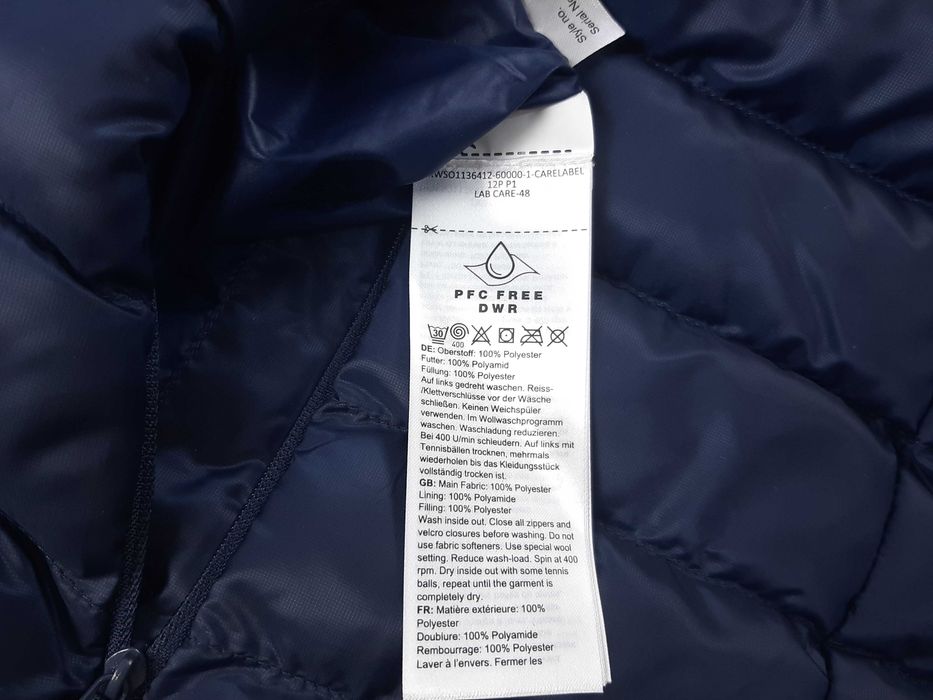 Style no.
Serial No
WSO1136412-60000-1-CARELABEL
12P P1
LAB CARE-48
PFC FREE
DWR
30
400
DE: Oberstoff: 100% Polyester
Futter: 100% Polyamid
Füllung: 100% Polyester
Auf links gedreht waschen. Reiss-
/Klettverschlüsse vor der Wäsche
schließen. Keinen Weichspüler
verwenden. Im Wollwaschprogramm
waschen. Waschladung reduzieren.
Bei 400 U/min schleudern. Auf links mit
Tennisbällen trocknen, mehrmals
wiederholen bis das Kleidungsstück
vollständig trocken ist.
GB: Main Fabric: 100% Polyester
Lining: 100% Polyamide
Filling: 100% Polyester
Wash inside out. Close all zippers and
velcro closures before washing. Do not
use fabric softeners. Use special wool
setting. Reduce wash-load. Spin at 400
rpm. Dry inside out with some tennis
balls, repeat until the garment is
completely dry.
FR: Matière extérieure: 100%
Polyester
Doublure: 100% Polyamide
Rembourrage: 100% Polyester
Laver à l'envers. Fermer les